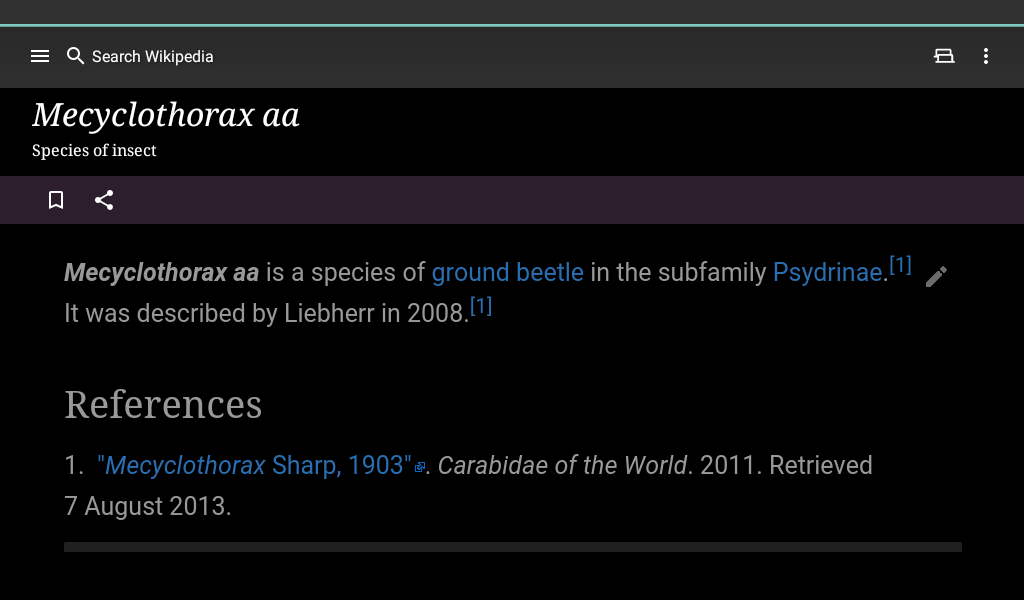 Search Wikipedia
Mecyclothorax aa
Species of insect
Mecyclothorax aa is a species of ground beetle in the subfamily Psydrinae.[1]
It was described by Liebherr in 2008.[1]
References
1. "Mecyclothorax Sharp, 1903". Carabidae of the World. 2011. Retrieved
7 August 2013.